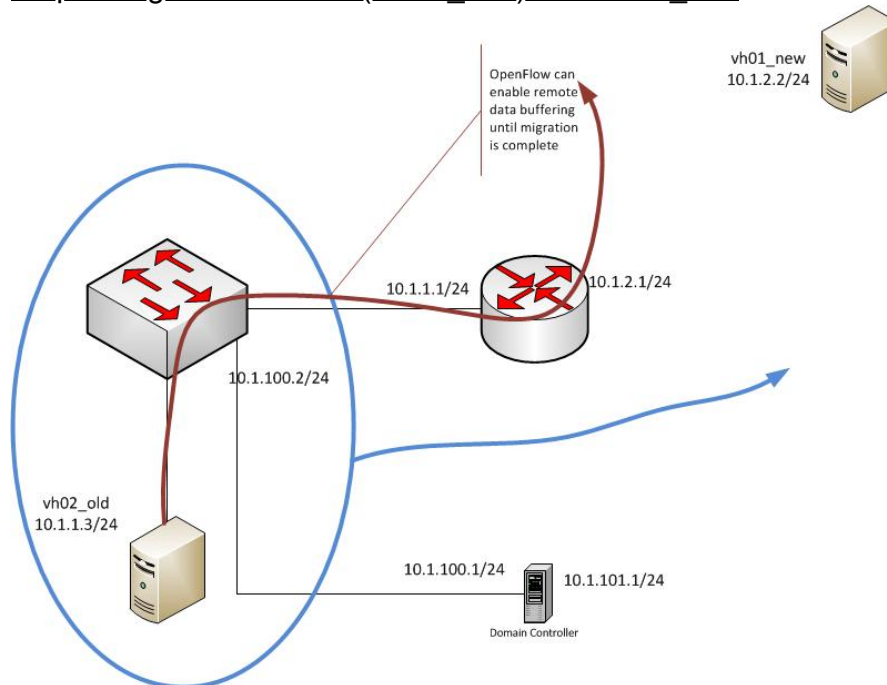 vh01_new
10.1.2.2/24
OpenFlow can
enable remote
data buffering
until migration
is complete
10.1.1.1/24
10.1.2.1/24
10.1.100.2/24
vh02_old
10.1.1.3/24
10.1.100.1/24
10.1.101.1/24
Domain Controller